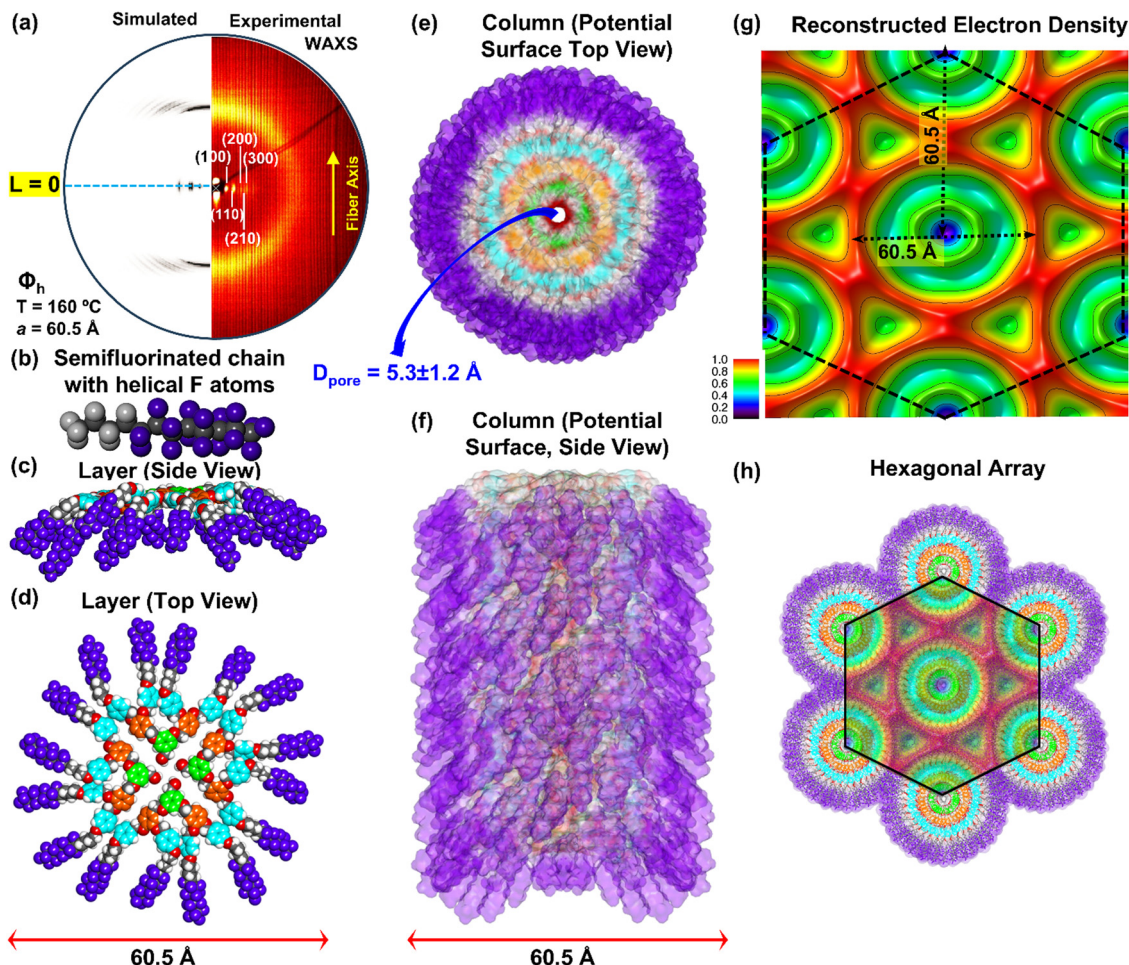 (a)
Simulated
Experimental
WAXS
(200)
(100)
(300)
L = 0
(110)
(210)
Fiber Axis
Φh
T = 160 ºC
a = 60.5 Å
(b)
Semifluorinated chain
with helical F atoms
(c)
Layer (Side View)
(d)
Layer (Top View)
60.5 Å
(e)
Column (Potential
Surface Top View)
Dpore = 5.3±1.2 Å
(f)
Column (Potential
Surface, Side View)
60.5 Å
(g)
Reconstructed Electron Density
60.5 Å
60.5 Å
1.0
0.8
0.6
0.4
0.2
0.0
(h)
Hexagonal Array